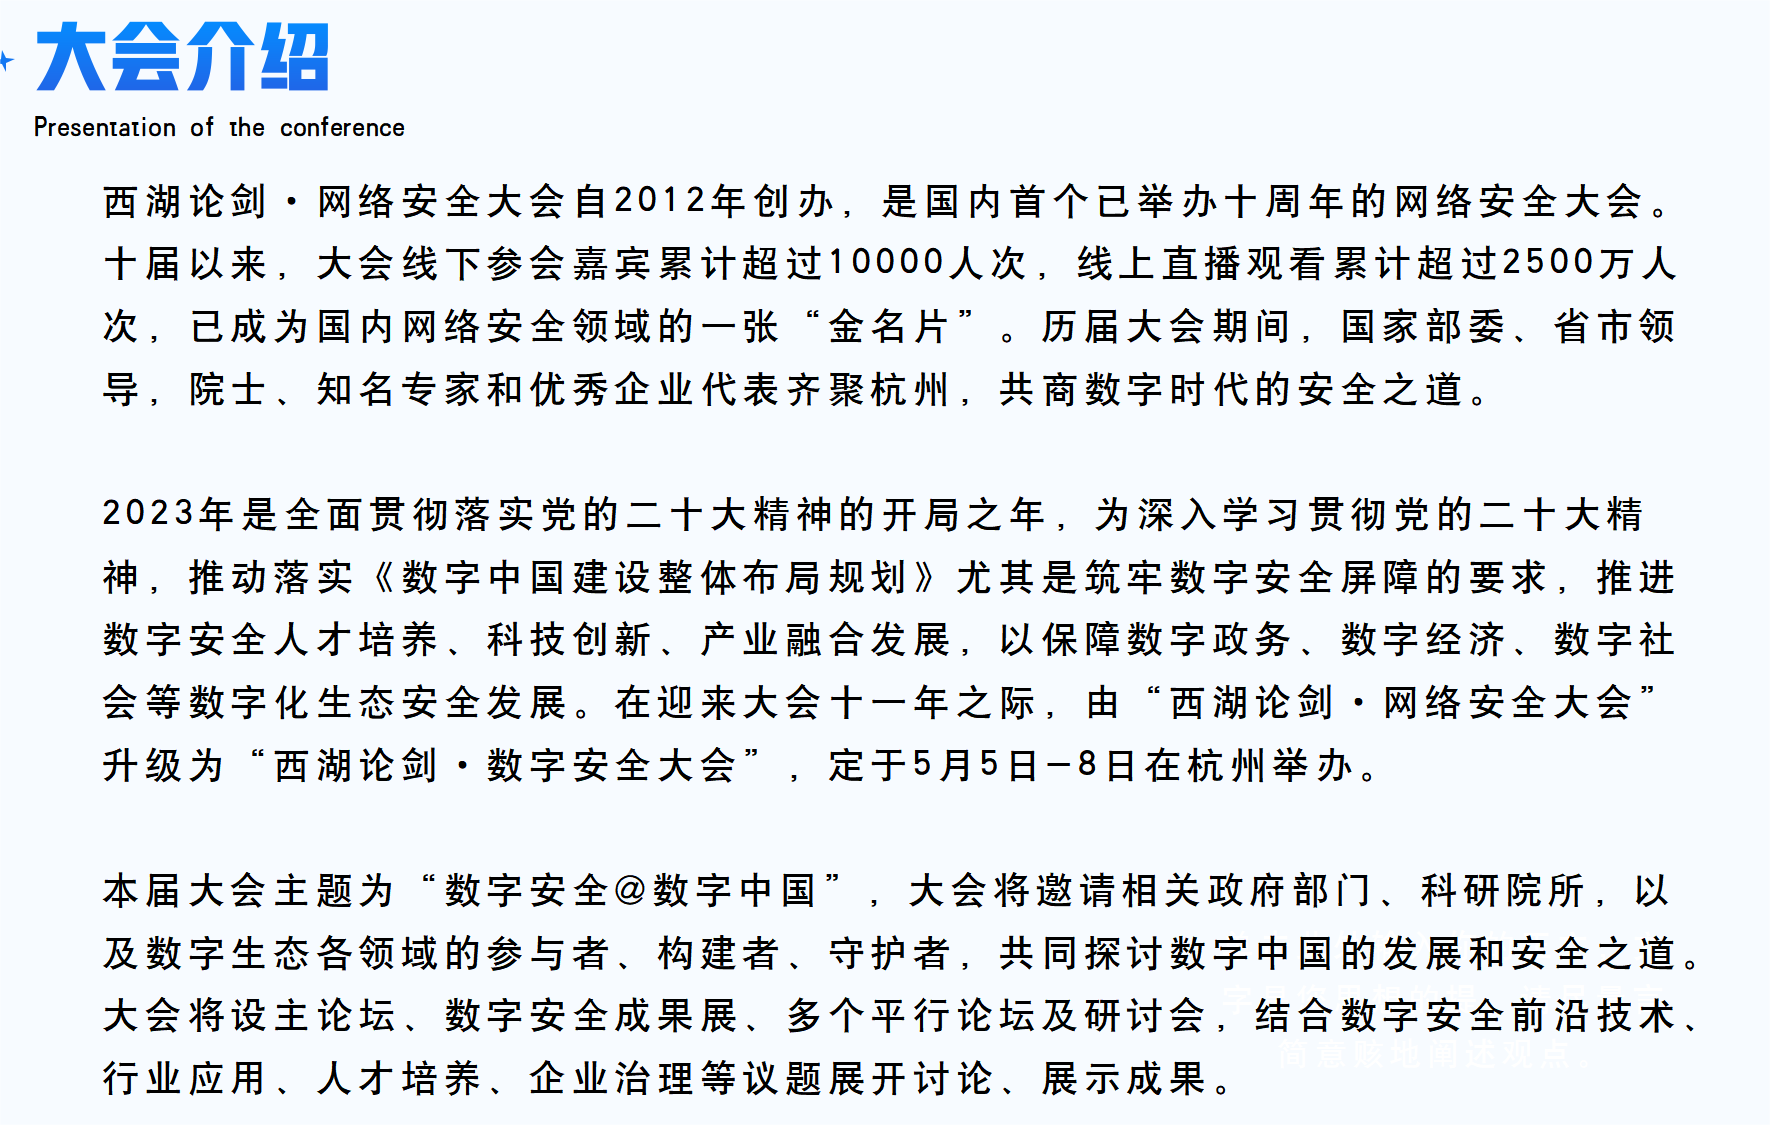 大会介绍
Presentation of the conference
西湖论剑·网络安全大会自2012年创办，是国内首个已举办十周年的网络安全大会。
十届以来，大会线下参会嘉宾累计超过10000人次，线上直播观看累计超过2500万人
次，已成为国内网络安全领域的一张“金名片”。历届大会期间，国家部委、省市领
导，院士、知名专家和优秀企业代表齐聚杭州，共商数字时代的安全之道。
2023年是全面贯彻落实党的二十大精神的开局之年，为深入学习贯彻党的二十大精
神，推动落实《数字中国建设整体布局规划》尤其是筑牢数字安全屏障的要求，推进
数字安全人才培养、科技创新、产业融合发展，以保障数字政务、数字经济、数字社
会等数字化生态安全发展。在迎来大会十一年之际，由“西湖论剑·网络安全大会”
升级为“西湖论剑·数字安全大会”，定于5月5日-8日在杭州举办。
本届大会主题为“数字安全@数字中国”，大会将邀请相关政府部门、科研院所，以
及数字生态各领域的参与者、构建者、守护者，共同探讨数字中国的发展和安全之道。
大会将设主论坛、数字安全成果展、多个平行论坛及研讨会，结合数字安全前沿技术、
简意赅地阐述观点。
行业应用、人才培养、企业治理等议题展开讨论、展示成果。